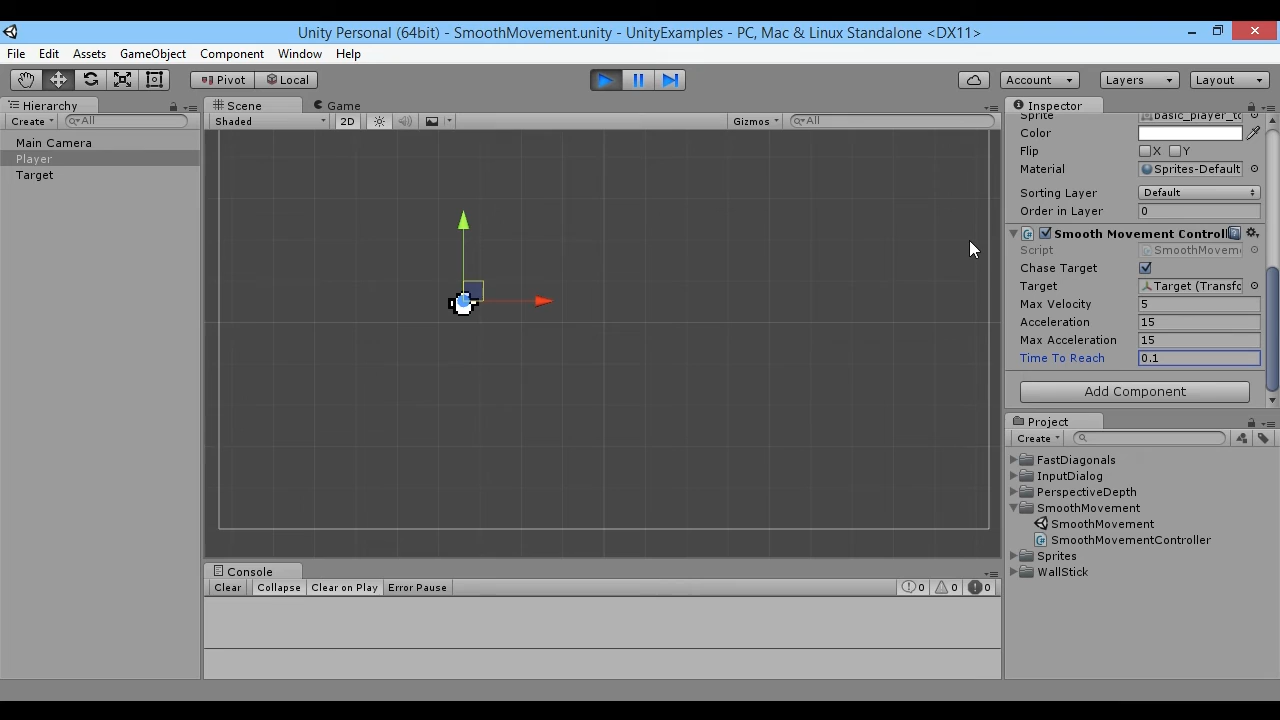 Unity Personal (64bit) - SmoothMovement.unity - UnityExamples - PC, Mac & Linux Standalone <DX11>
File Edit Assets GameObject Component Window Help
Pivot Local Account Layers Layout
Hierarchy
Create All
Main Camera
Player
Target
Scene Game
Shaded 2D Gizmos All
Console
Clear Collapse Clear on Play Error Pause 0 0 0
Inspector
Sprite basic_player_to
Color
Flip X Y
Material Sprites-Default
Sorting Layer Default
Order in Layer 0
Smooth Movement Controll
Script SmoothMovem
Chase Target
Target Target (Transfo
Max Velocity 5
Acceleration 15
Max Acceleration 15
Time To Reach 0.1
Add Component
Project
Create
FastDiagonals
InputDialog
PerspectiveDepth
SmoothMovement
SmoothMovement
SmoothMovementController
Sprites
WallStick